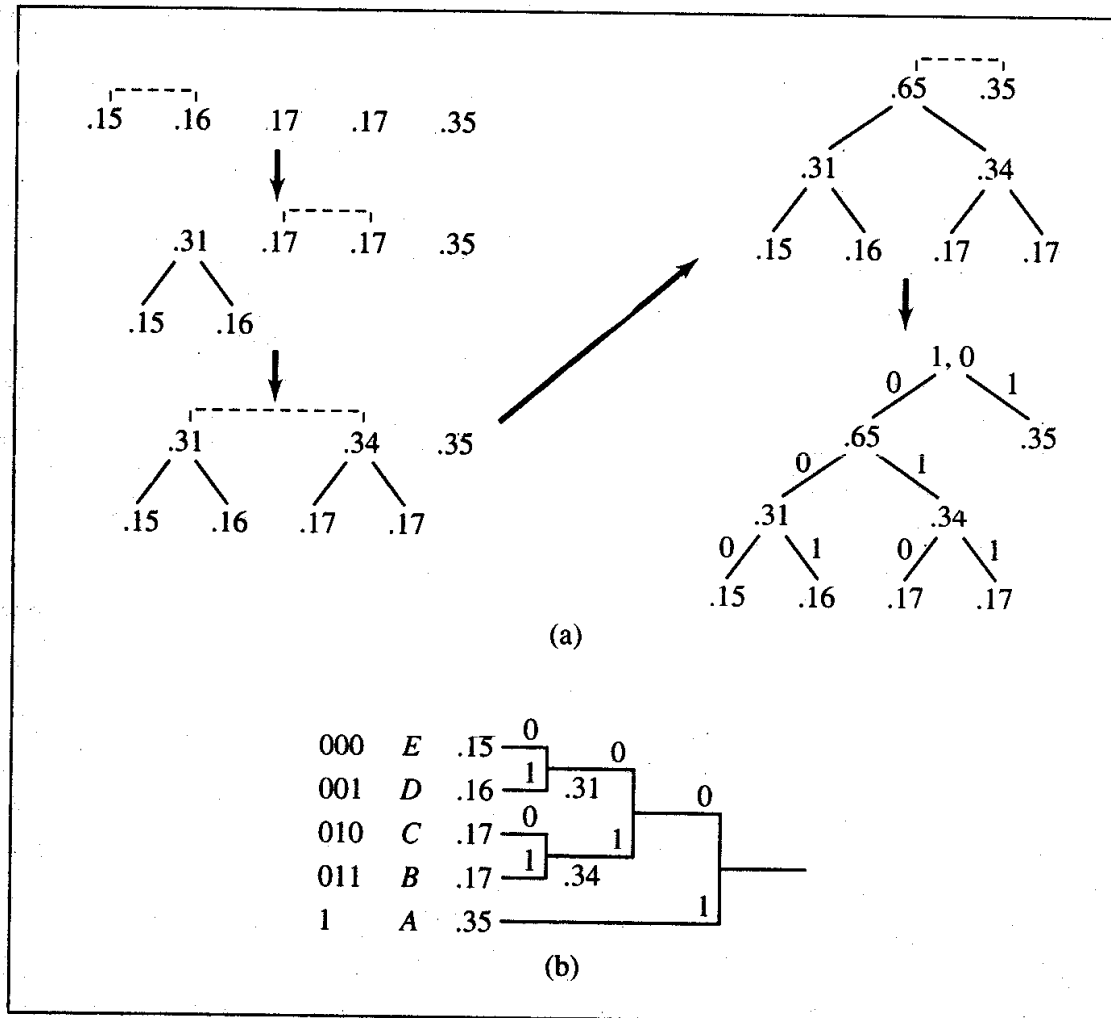 .15 .16 .17 .17 .35
.31 .17 .17 .35
.15 .16
.31 .34 .35
.15 .16 .17 .17
.65 .35
.31 .34
.15 .16 .17 .17
1, 0
0 1
.65 .35
0 1
.31 .34
0 1 0 1
.15 .16 .17 .17
(a)
0
000 E .15 0
1
001 D .16 .31 0
0
010 C .17 1
1
011 B .17 .34
1 A .35 1
(b)